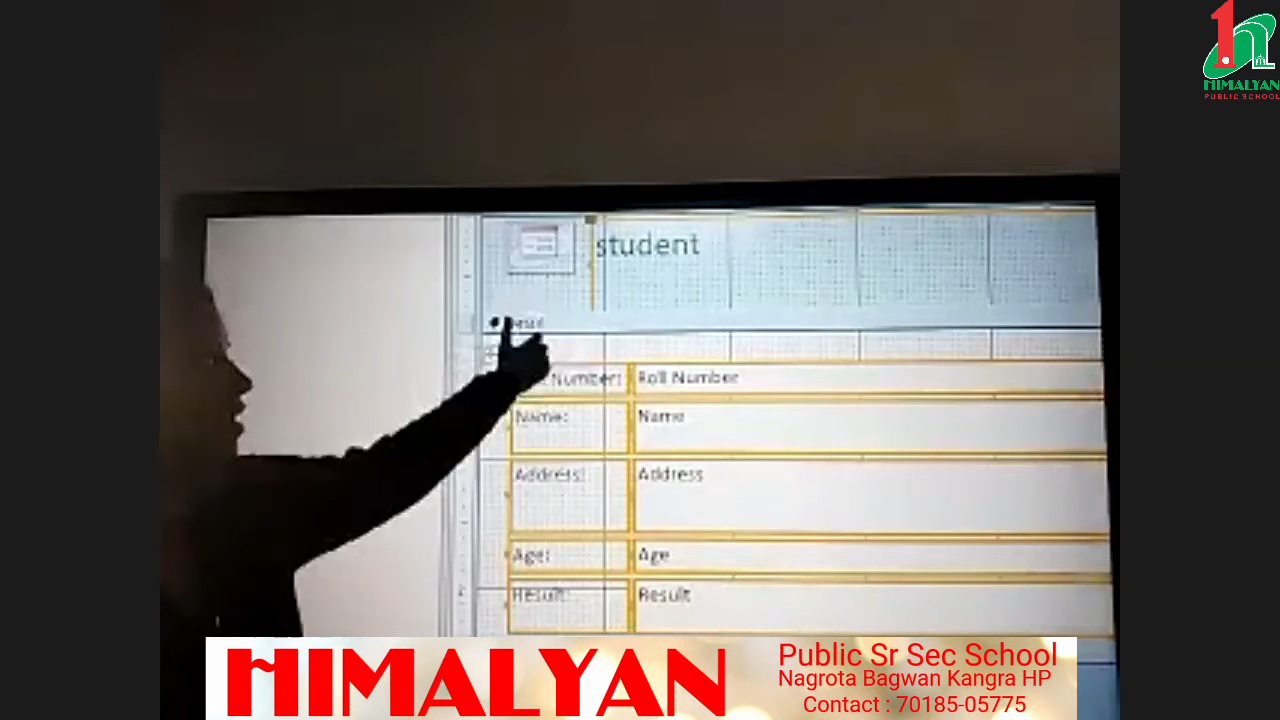 HIMALYAN
PUBLIC SCHOOL
student
Number: Roll Number
Name: Name
Address: Address
Age: Age
Result: Result
HIMALYAN
Public Sr Sec School
Nagrota Bagwan Kangra HP
Contact : 70185-05775